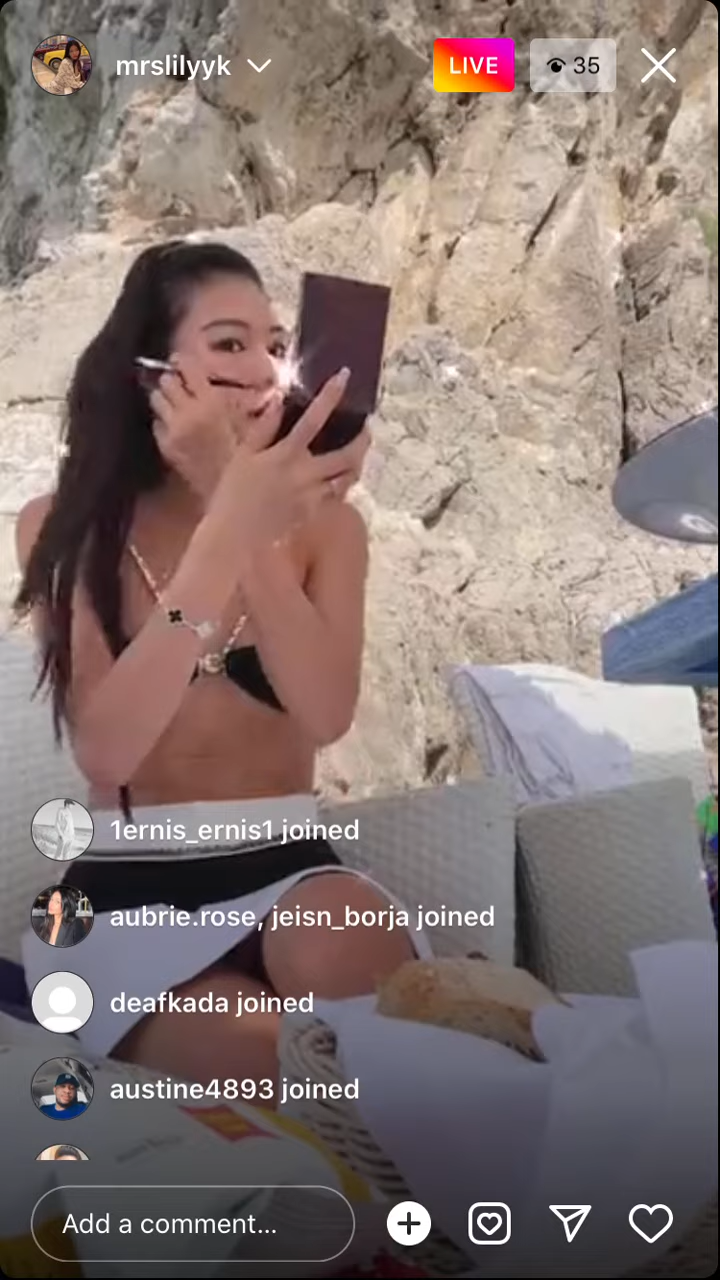 mrslilyyk
LIVE
35
1ernis_ernis1 joined
aubrie.rose, jeisn_borja joined
deafkada joined
austine4893 joined
Add a comment...